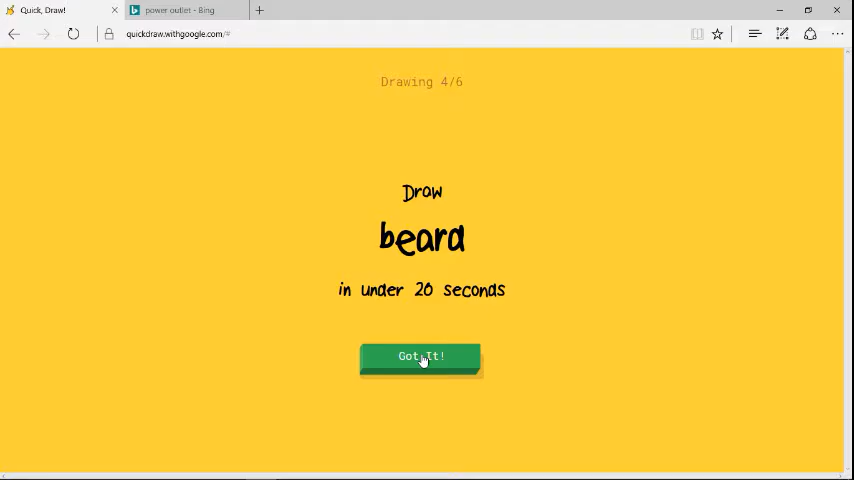 Quick, Draw!
power outlet - Bing
quickdraw.withgoogle.com/#
Drawing 4/6
Draw
beard
in under 20 seconds
Got It!